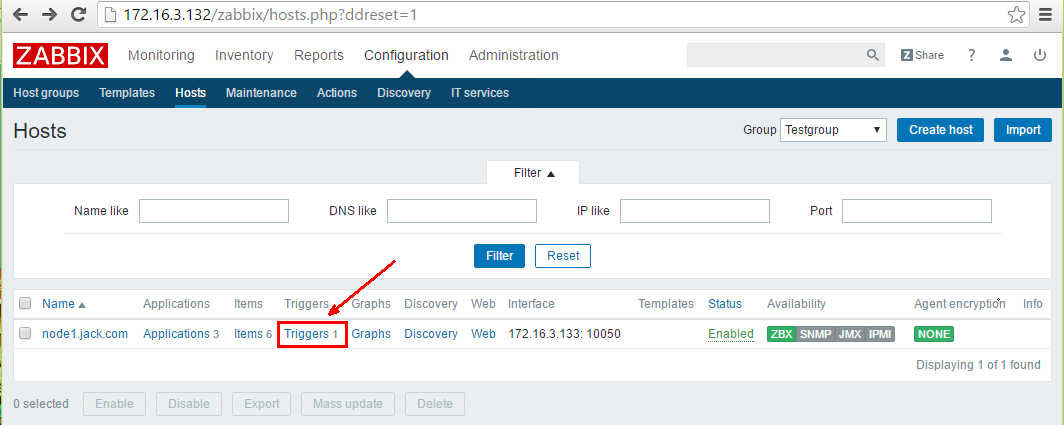 172.16.3.132/zabbix/hosts.php?ddreset=1
ZABBIX Monitoring Inventory Reports Configuration Administration Z Share ?
Host groups Templates Hosts Maintenance Actions Discovery IT services
Hosts Group Testgroup Create host Import
Filter
Name like DNS like IP like Port
Filter Reset
Name Applications Items Triggers Graphs Discovery Web Interface Templates Status Availability Agent encryption Info
node1.jack.com Applications 3 Items 6 Triggers 1 Graphs Discovery Web 172.16.3.133: 10050 Enabled ZBX SNMP JMX IPMI NONE
Displaying 1 of 1 found
0 selected Enable Disable Export Mass update Delete